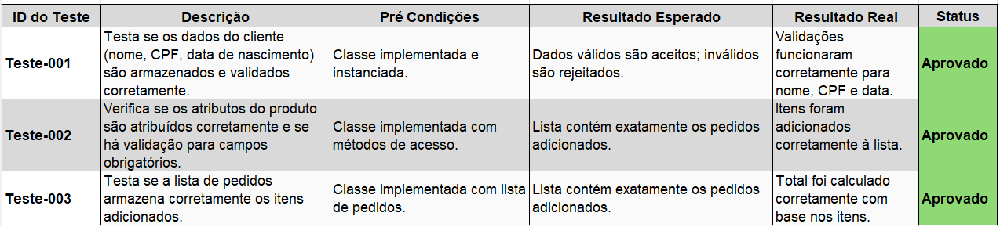 ID do Teste Descrição Pré Condições Resultado Esperado Resultado Real Status
Teste-001
Testa se os dados do cliente
(nome, CPF, data de nascimento)
são armazenados e validados
corretamente.
Classe implementada e
instanciada.
Dados válidos são aceitos; inválidos
são rejeitados.
Validações
funcionaram
corretamente para
nome, CPF e data.
Aprovado
Teste-002
Verifica se os atributos do produto
são atribuídos corretamente e se
há validação para campos
obrigatórios.
Classe implementada com
métodos de acesso.
Lista contém exatamente os pedidos
adicionados.
Itens foram
adicionados
corretamente à lista.
Aprovado
Teste-003
Testa se a lista de pedidos
armazena corretamente os itens
adicionados.
Classe implementada com lista
de pedidos.
Lista contém exatamente os pedidos
adicionados.
Total foi calculado
corretamente com
base nos itens.
Aprovado